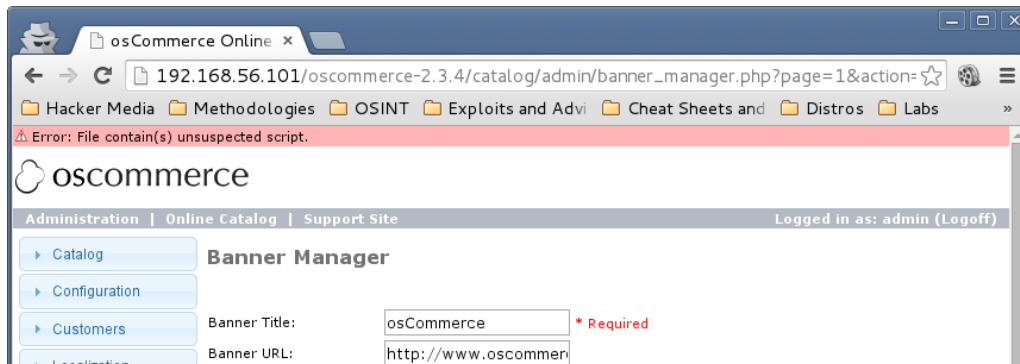 osCommerce Online
192.168.56.101/oscommerce-2.3.4/catalog/admin/banner_manager.php?page=1&action=
Hacker Media Methodologies OSINT Exploits and Advi Cheat Sheets and Distros Labs »
Error: File contain(s) unsuspected script.
oscommerce
Administration | Online Catalog | Support Site Logged in as: admin (Logoff)
Catalog
Banner Manager
Configuration
Customers
Banner Title: osCommerce * Required
Banner URL: http://www.oscommer